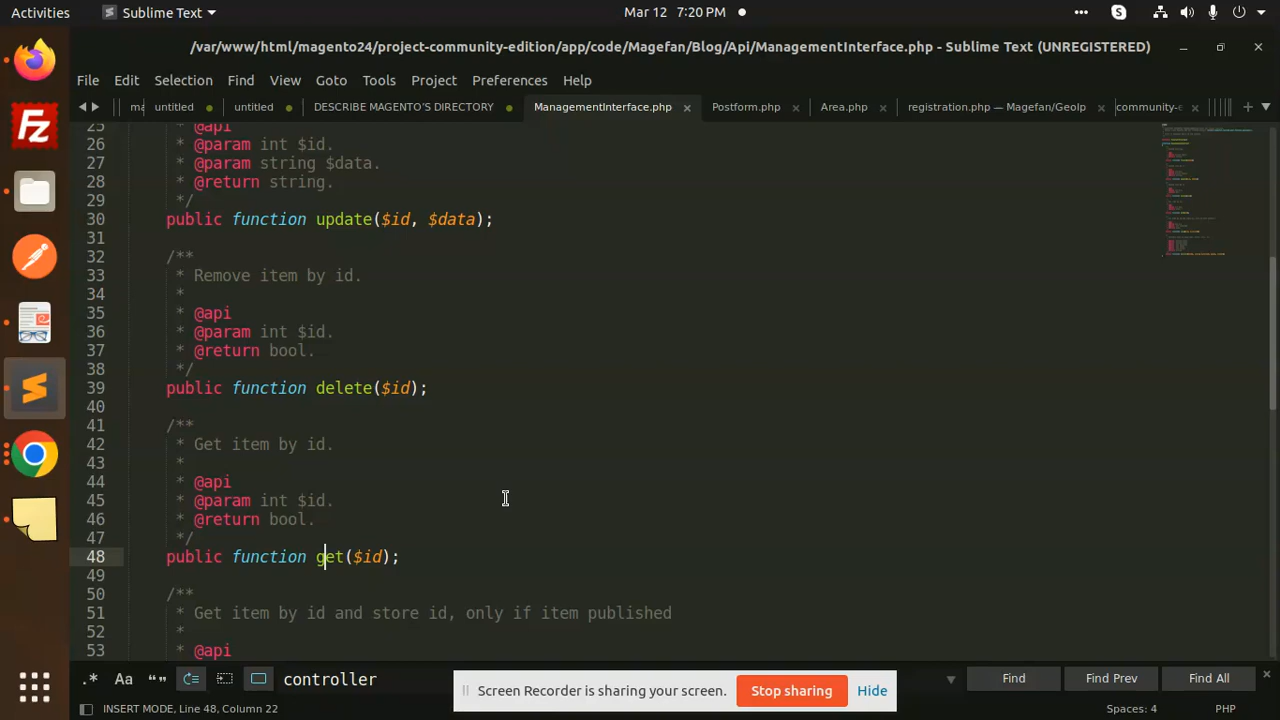 Activities
Sublime Text
Mar 12 7:20 PM
/var/www/html/magento24/project-community-edition/app/code/Magefan/Blog/Api/ManagementInterface.php - Sublime Text (UNREGISTERED)
File Edit Selection Find View Goto Tools Project Preferences Help
ma untitled untitled DESCRIBE MAGENTO'S DIRECTORY ManagementInterface.php Postform.php Area.php registration.php — Magefan/GeoIp community-e
25 * @api
26 * @param int $id.
27 * @param string $data.
28 * @return string.
29 */
30 public function update($id, $data);
31
32 /**
33 * Remove item by id.
34 *
35 * @api
36 * @param int $id.
37 * @return bool.
38 */
39 public function delete($id);
40
41 /**
42 * Get item by id.
43 *
44 * @api
45 * @param int $id.
46 * @return bool.
47 */
48 public function get($id);
49
50 /**
51 * Get item by id and store id, only if item published
52 *
53 * @api
.* Aa “” controller Find Find Prev Find All
Screen Recorder is sharing your screen. Stop sharing Hide
INSERT MODE, Line 48, Column 22 Spaces: 4 PHP